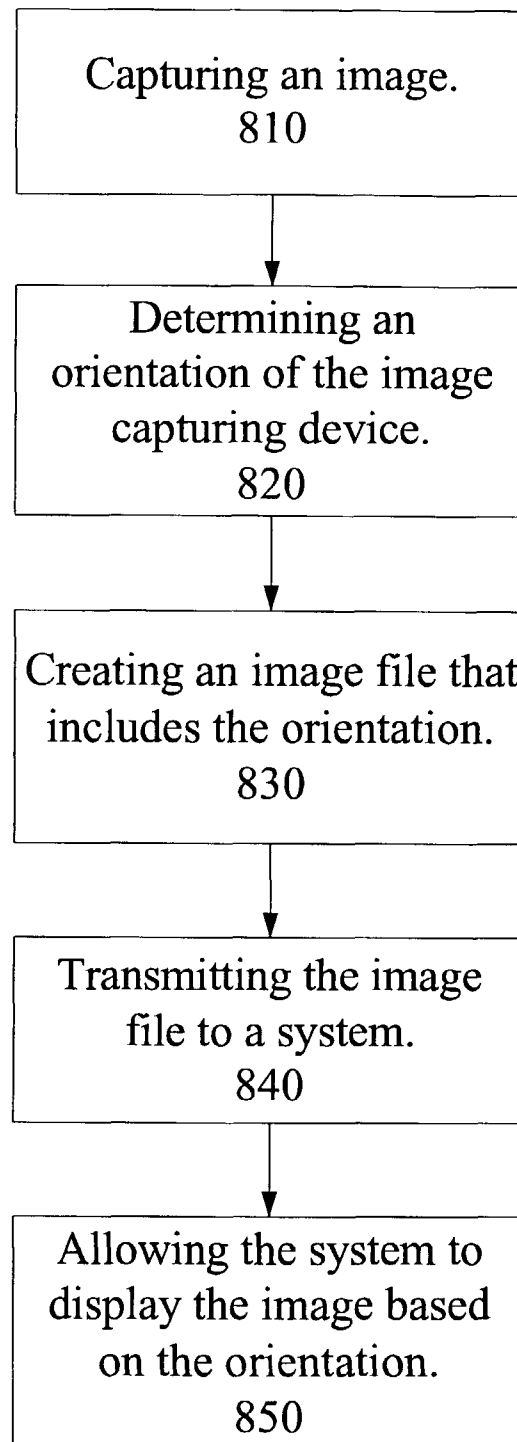 Capturing an image.
810
Determining an
orientation of the image
capturing device.
820
Creating an image file that
includes the orientation.
830
Transmitting the image
file to a system.
840
Allowing the system to
display the image based
on the orientation.
850